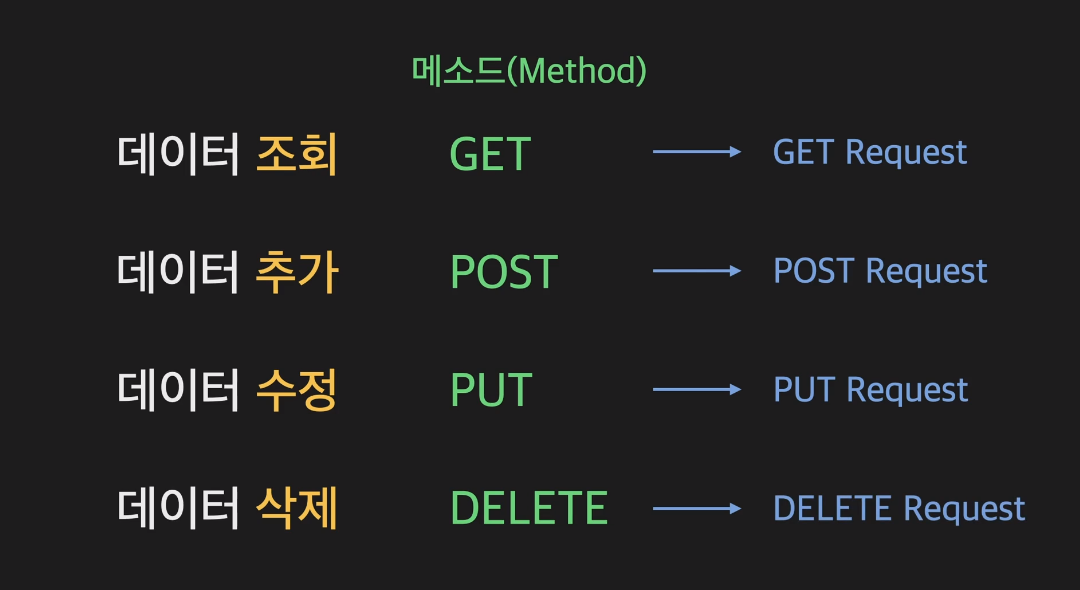 메소드(Method)
데이터 조회 GET GET Request
데이터 추가 POST POST Request
데이터 수정 PUT PUT Request
데이터 삭제 DELETE DELETE Request